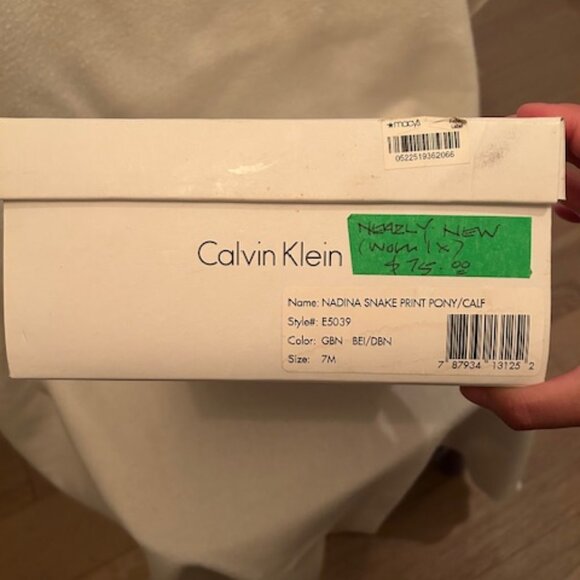 ★macy's
0522519362066
NEARLY NEW
(WORN 1X)
$75.00
Calvin Klein
Name: NADINA SNAKE PRINT PONY/CALF
Style#: E5039
Color: GBN BEI/DBN
Size: 7M
7 87934 13125 2